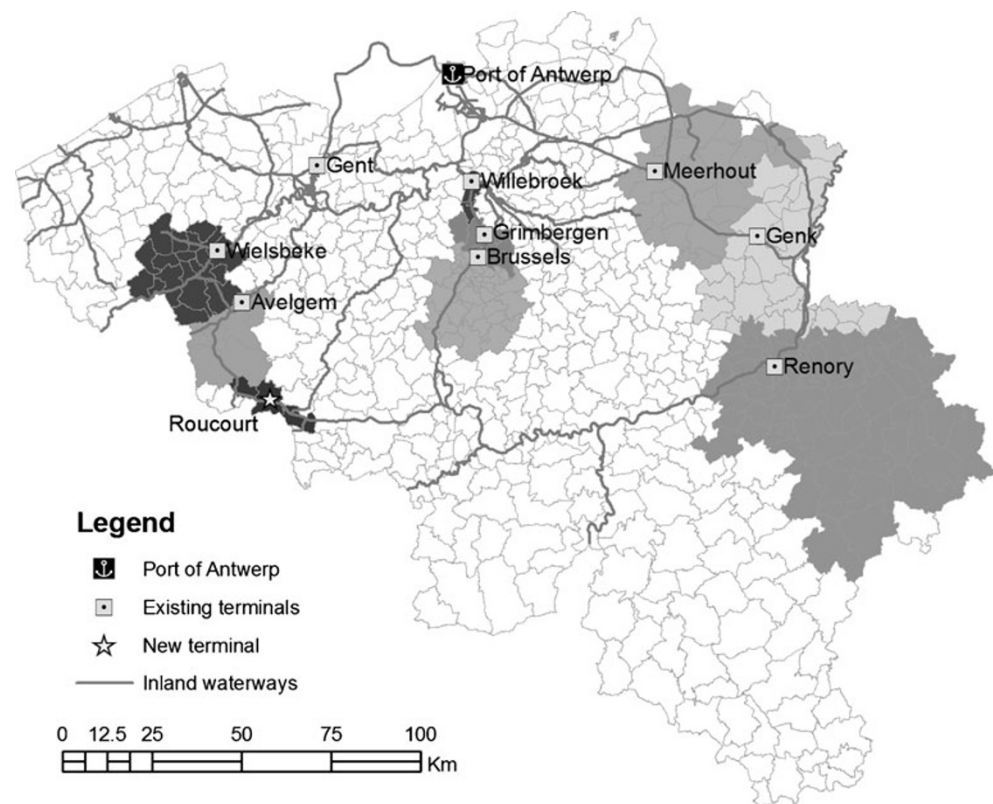 Port of Antwerp
Gent
Meerhout
Willebroek
Grimbergen
Genk
Wielsbeke
Brussels
Avelgem
Renory
Roucourt
Legend
Port of Antwerp
Existing terminals
New terminal
Inland waterways
0 12.5 25 50 75 100
Km